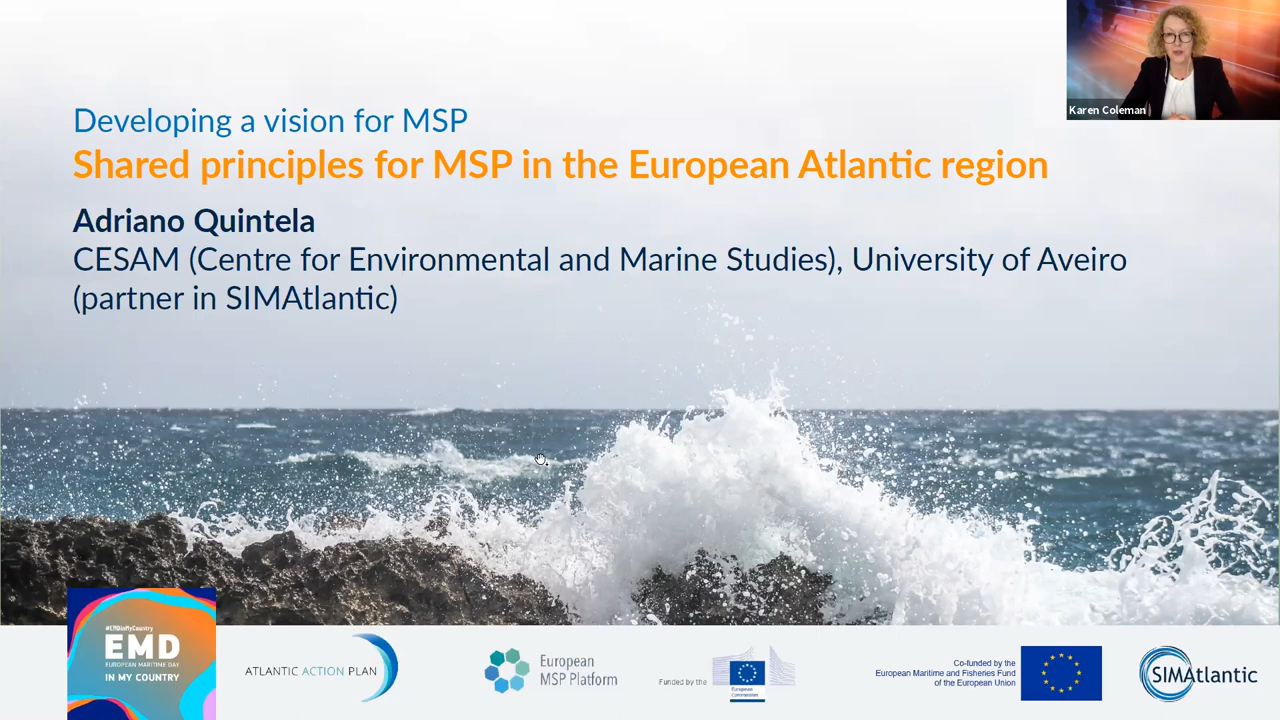 Developing a vision for MSP
Shared principles for MSP in the European Atlantic region
Adriano Quintela
CESAM (Centre for Environmental and Marine Studies), University of Aveiro
(partner in SIMAtlantic)
Karen Coleman
#EMDinMyCountry
EMD
EUROPEAN MARITIME DAY
IN MY COUNTRY
ATLANTIC ACTION PLAN
European
MSP Platform
Funded by the
European
Commission
Co-funded by the
European Maritime and Fisheries Fund
of the European Union
SIMAtlantic